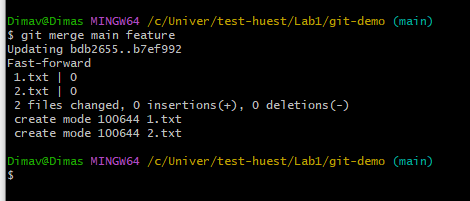 Dimav@Dimas MINGW64 /c/Univer/test-huest/Lab1/git-demo (main)
$ git merge main feature
Updating bdb2655..b7ef992
Fast-forward
 1.txt | 0
 2.txt | 0
 2 files changed, 0 insertions(+), 0 deletions(-)
 create mode 100644 1.txt
 create mode 100644 2.txt
Dimav@Dimas MINGW64 /c/Univer/test-huest/Lab1/git-demo (main)
$